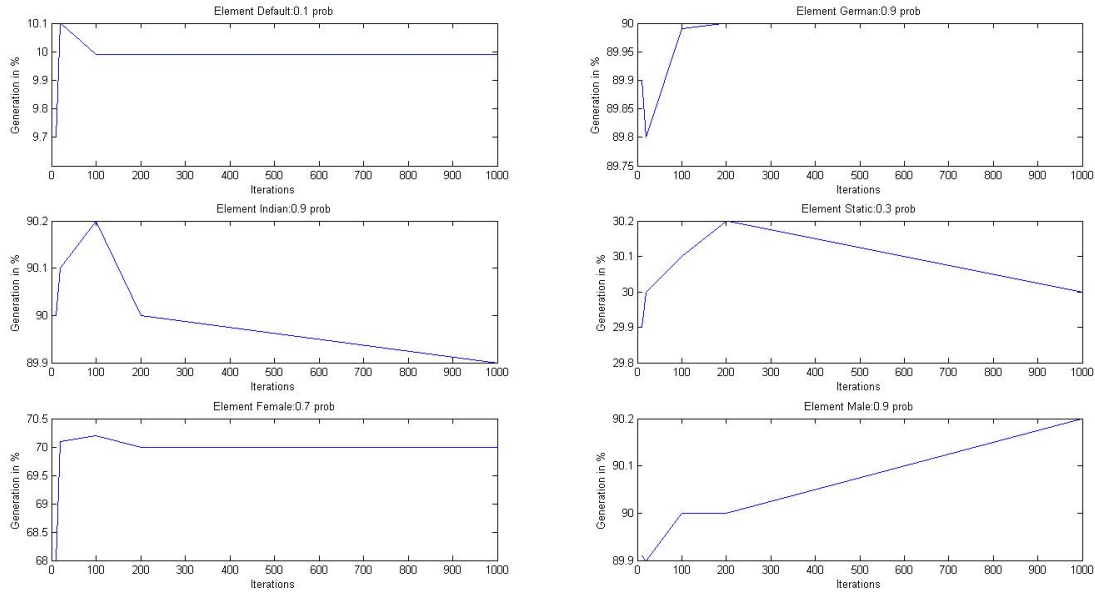 Element Default:0.1 prob
Generation in %
10.1
10
9.9
9.8
9.7
0 100 200 300 400 500 600 700 800 900 1000
Iterations
Element German:0.9 prob
Generation in %
90
89.95
89.9
89.85
89.8
89.75
0 100 200 300 400 500 600 700 800 900 1000
Iterations
Element Indian:0.9 prob
Generation in %
90.2
90.1
90
89.9
0 100 200 300 400 500 600 700 800 900 1000
Iterations
Element Static:0.3 prob
Generation in %
30.2
30.1
30
29.9
29.8
0 100 200 300 400 500 600 700 800 900 1000
Iterations
Element Female:0.7 prob
Generation in %
70.5
70
69.5
69
68.5
68
0 100 200 300 400 500 600 700 800 900 1000
Iterations
Element Male:0.9 prob
Generation in %
90.2
90.1
90
89.9
0 100 200 300 400 500 600 700 800 900 1000
Iterations